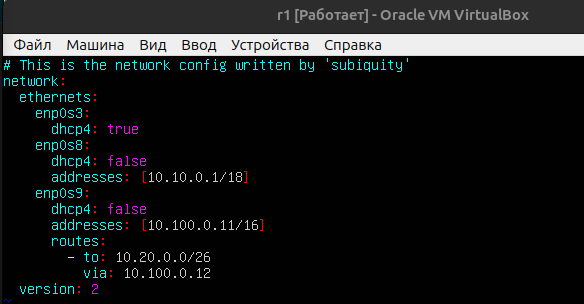 r1 [Работает] - Oracle VM VirtualBox
Файл Машина Вид Ввод Устройства Справка
# This is the network config written by 'subiquity'
network:
  ethernets:
    enp0s3:
      dhcp4: true
    enp0s8:
      dhcp4: false
      addresses: [10.10.0.1/18]
    enp0s9:
      dhcp4: false
      addresses: [10.100.0.11/16]
      routes:
        - to: 10.20.0.0/26
          via: 10.100.0.12
  version: 2